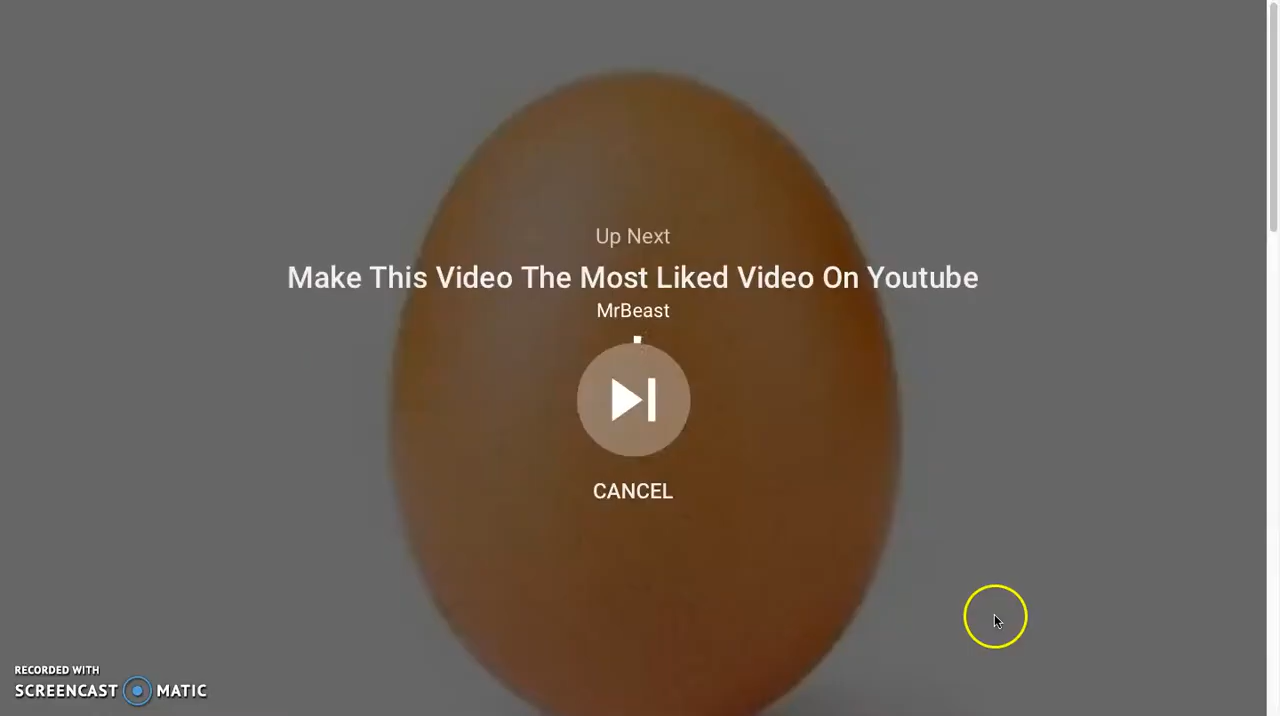 Up Next
Make This Video The Most Liked Video On Youtube
MrBeast
CANCEL
RECORDED WITH
SCREENCAST MATIC